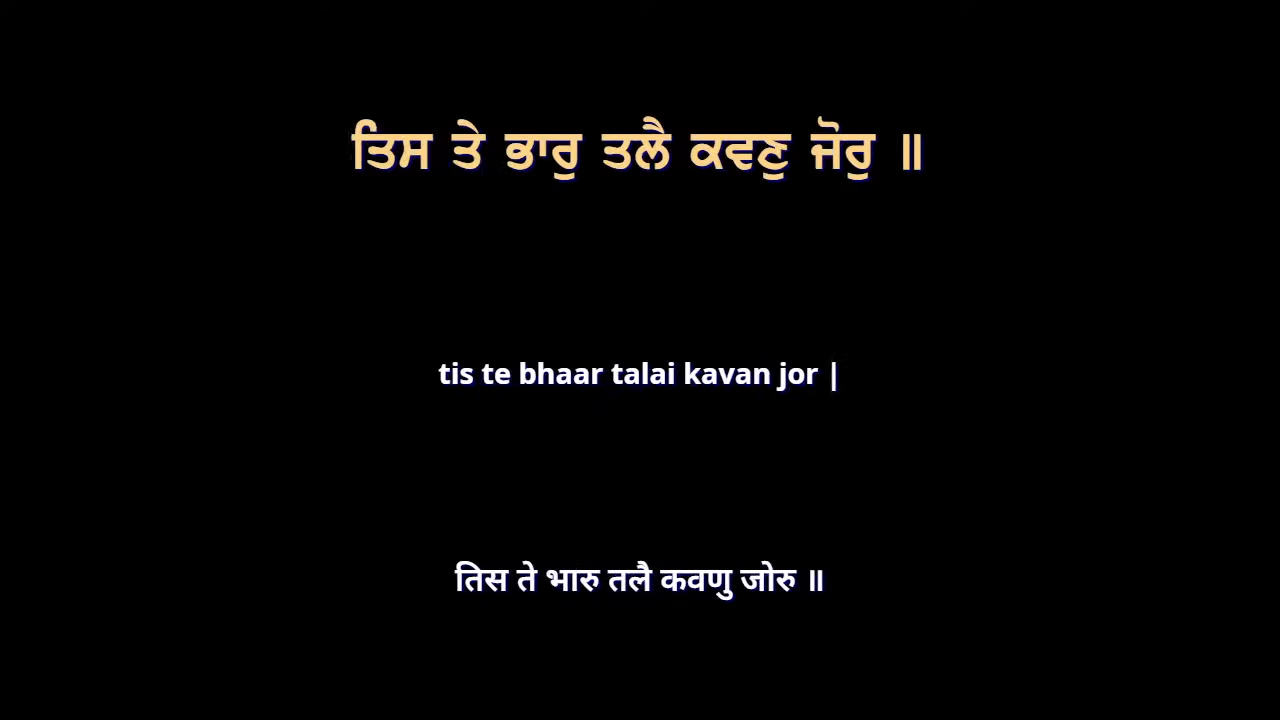 ਤਿਸ ਤੇ ਭਾਰੁ ਤਲੈ ਕਵਣੁ ਜੋਰੁ ॥
tis te bhaar talai kavan jor |
तिस ते भारु तलै कवणु जोरु ॥